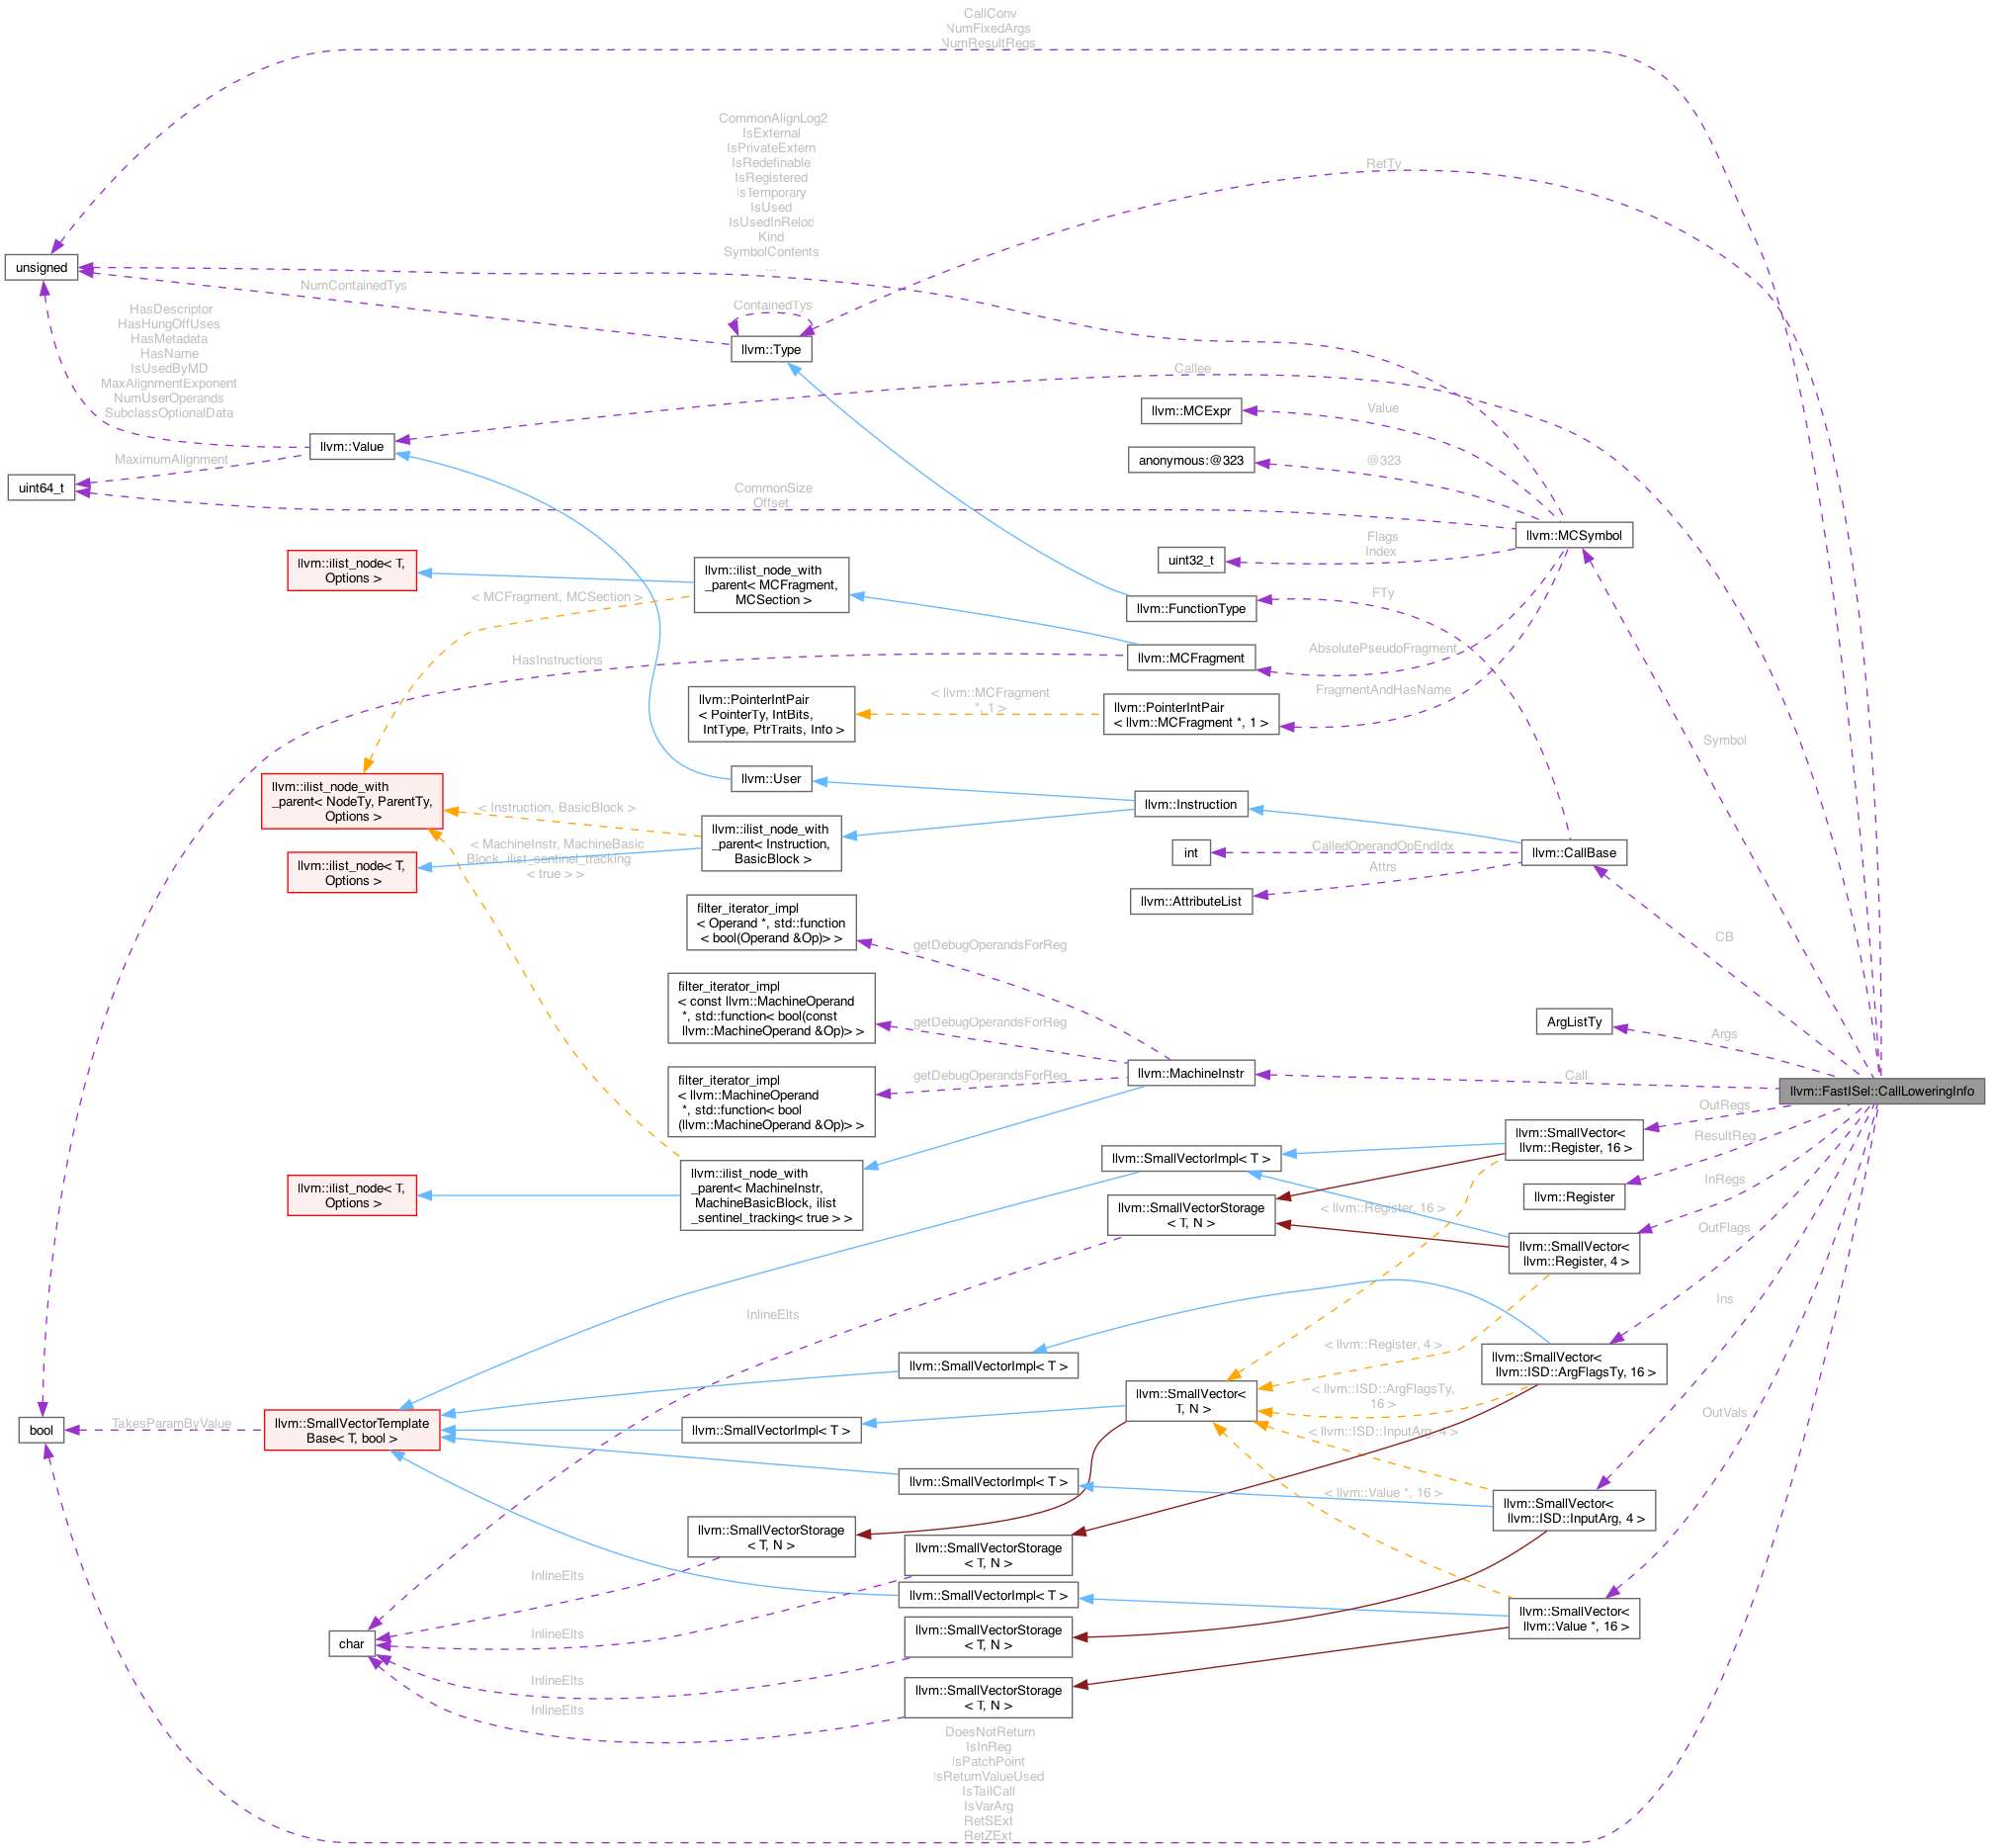 CallConv
NumFixedArgs
NumResultRegs
CommonAlignLog2
IsExternal
IsPrivateExtern
IsRedefinable
IsRegistered
IsTemporary
IsUsed
IsUsedInReloc
Kind
SymbolContents
...
RetTy
unsigned
NumContainedTys
ContainedTys
llvm::Type
HasDescriptor
HasHungOffUses
HasMetadata
HasName
IsUsedByMD
MaxAlignmentExponent
NumUserOperands
SubclassOptionalData
Callee
llvm::MCExpr
Value
llvm::Value
MaximumAlignment
anonymous:@323
@323
uint64_t
CommonSize
Offset
llvm::MCSymbol
Flags
Index
uint32_t
llvm::ilist_node< T,
Options >
llvm::ilist_node_with
_parent< MCFragment,
MCSection >
< MCFragment, MCSection >
FTy
llvm::FunctionType
HasInstructions
llvm::MCFragment
AbsolutePseudoFragment
FragmentAndHasName
llvm::PointerIntPair
< PointerTy, IntBits,
IntType, PtrTraits, Info >
< llvm::MCFragment
*, 1 >
llvm::PointerIntPair
< llvm::MCFragment *, 1 >
Symbol
llvm::ilist_node_with
_parent< NodeTy, ParentTy,
Options >
llvm::User
llvm::Instruction
< Instruction, BasicBlock >
llvm::ilist_node_with
_parent< Instruction,
BasicBlock >
< MachineInstr, MachineBasic
Block, ilist_sentinel_tracking
< true > >
llvm::ilist_node< T,
Options >
int
CalledOperandOpEndIdx
llvm::CallBase
Attrs
llvm::AttributeList
filter_iterator_impl
< Operand *, std::function
< bool(Operand &Op)> >
getDebugOperandsForReg
CB
filter_iterator_impl
< const llvm::MachineOperand
*, std::function< bool(const
llvm::MachineOperand &Op)> >
getDebugOperandsForReg
ArgListTy
Args
filter_iterator_impl
< llvm::MachineOperand
*, std::function< bool
(llvm::MachineOperand &Op)> >
getDebugOperandsForReg
llvm::MachineInstr
Call
llvm::FastISel::CallLoweringInfo
OutRegs
llvm::SmallVector<
llvm::Register, 16 >
ResultReg
llvm::SmallVectorImpl< T >
llvm::ilist_node< T,
Options >
llvm::ilist_node_with
_parent< MachineInstr,
MachineBasicBlock, ilist
_sentinel_tracking< true > >
InRegs
llvm::Register
llvm::SmallVectorStorage
< T, N >
< llvm::Register, 16 >
OutFlags
llvm::SmallVector<
llvm::Register, 4 >
InlineElts
Ins
< llvm::Register, 4 >
llvm::SmallVectorImpl< T >
llvm::SmallVector<
llvm::ISD::ArgFlagsTy, 16 >
llvm::SmallVector<
T, N >
< llvm::ISD::ArgFlagsTy,
16 >
bool
TakesParamByValue
llvm::SmallVectorTemplate
Base< T, bool >
llvm::SmallVectorImpl< T >
< llvm::ISD::InputArg, 4 >
OutVals
llvm::SmallVectorImpl< T >
< llvm::Value *, 16 >
llvm::SmallVector<
llvm::ISD::InputArg, 4 >
llvm::SmallVectorStorage
< T, N >
llvm::SmallVectorStorage
< T, N >
InlineElts
llvm::SmallVectorImpl< T >
llvm::SmallVector<
llvm::Value *, 16 >
char
InlineElts
llvm::SmallVectorStorage
< T, N >
InlineElts
llvm::SmallVectorStorage
< T, N >
InlineElts
DoesNotReturn
IsInReg
IsPatchPoint
IsReturnValueUsed
IsTailCall
IsVarArg
RetSExt
RetZExt